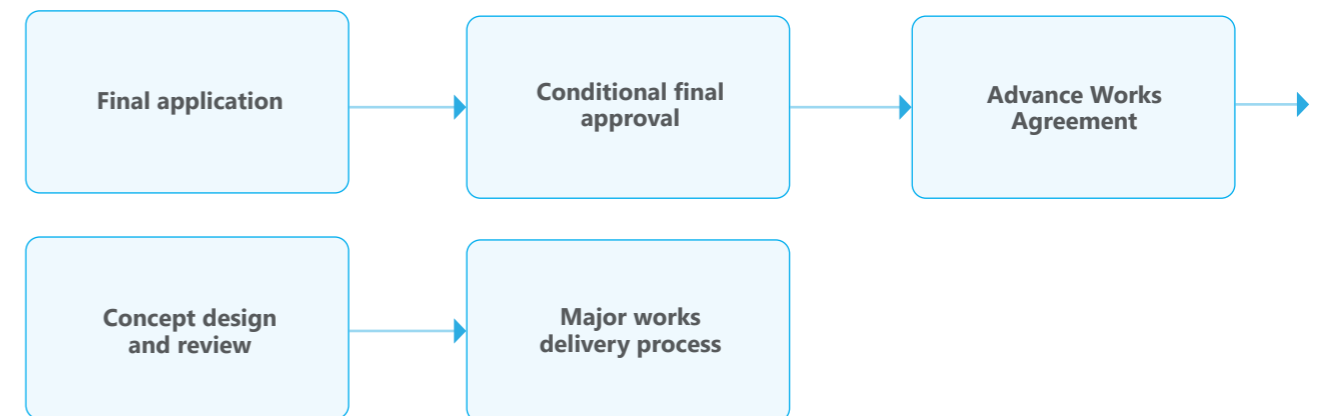 Final application
Conditional final
approval
Advance Works
Agreement
Concept design
and review
Major works
delivery process